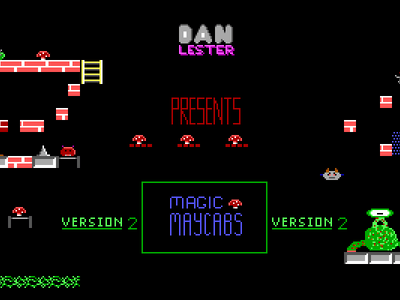 DAN
LESTER
PRESENTS
MAGIC
MAYCABS
VERSION 2
VERSION 2